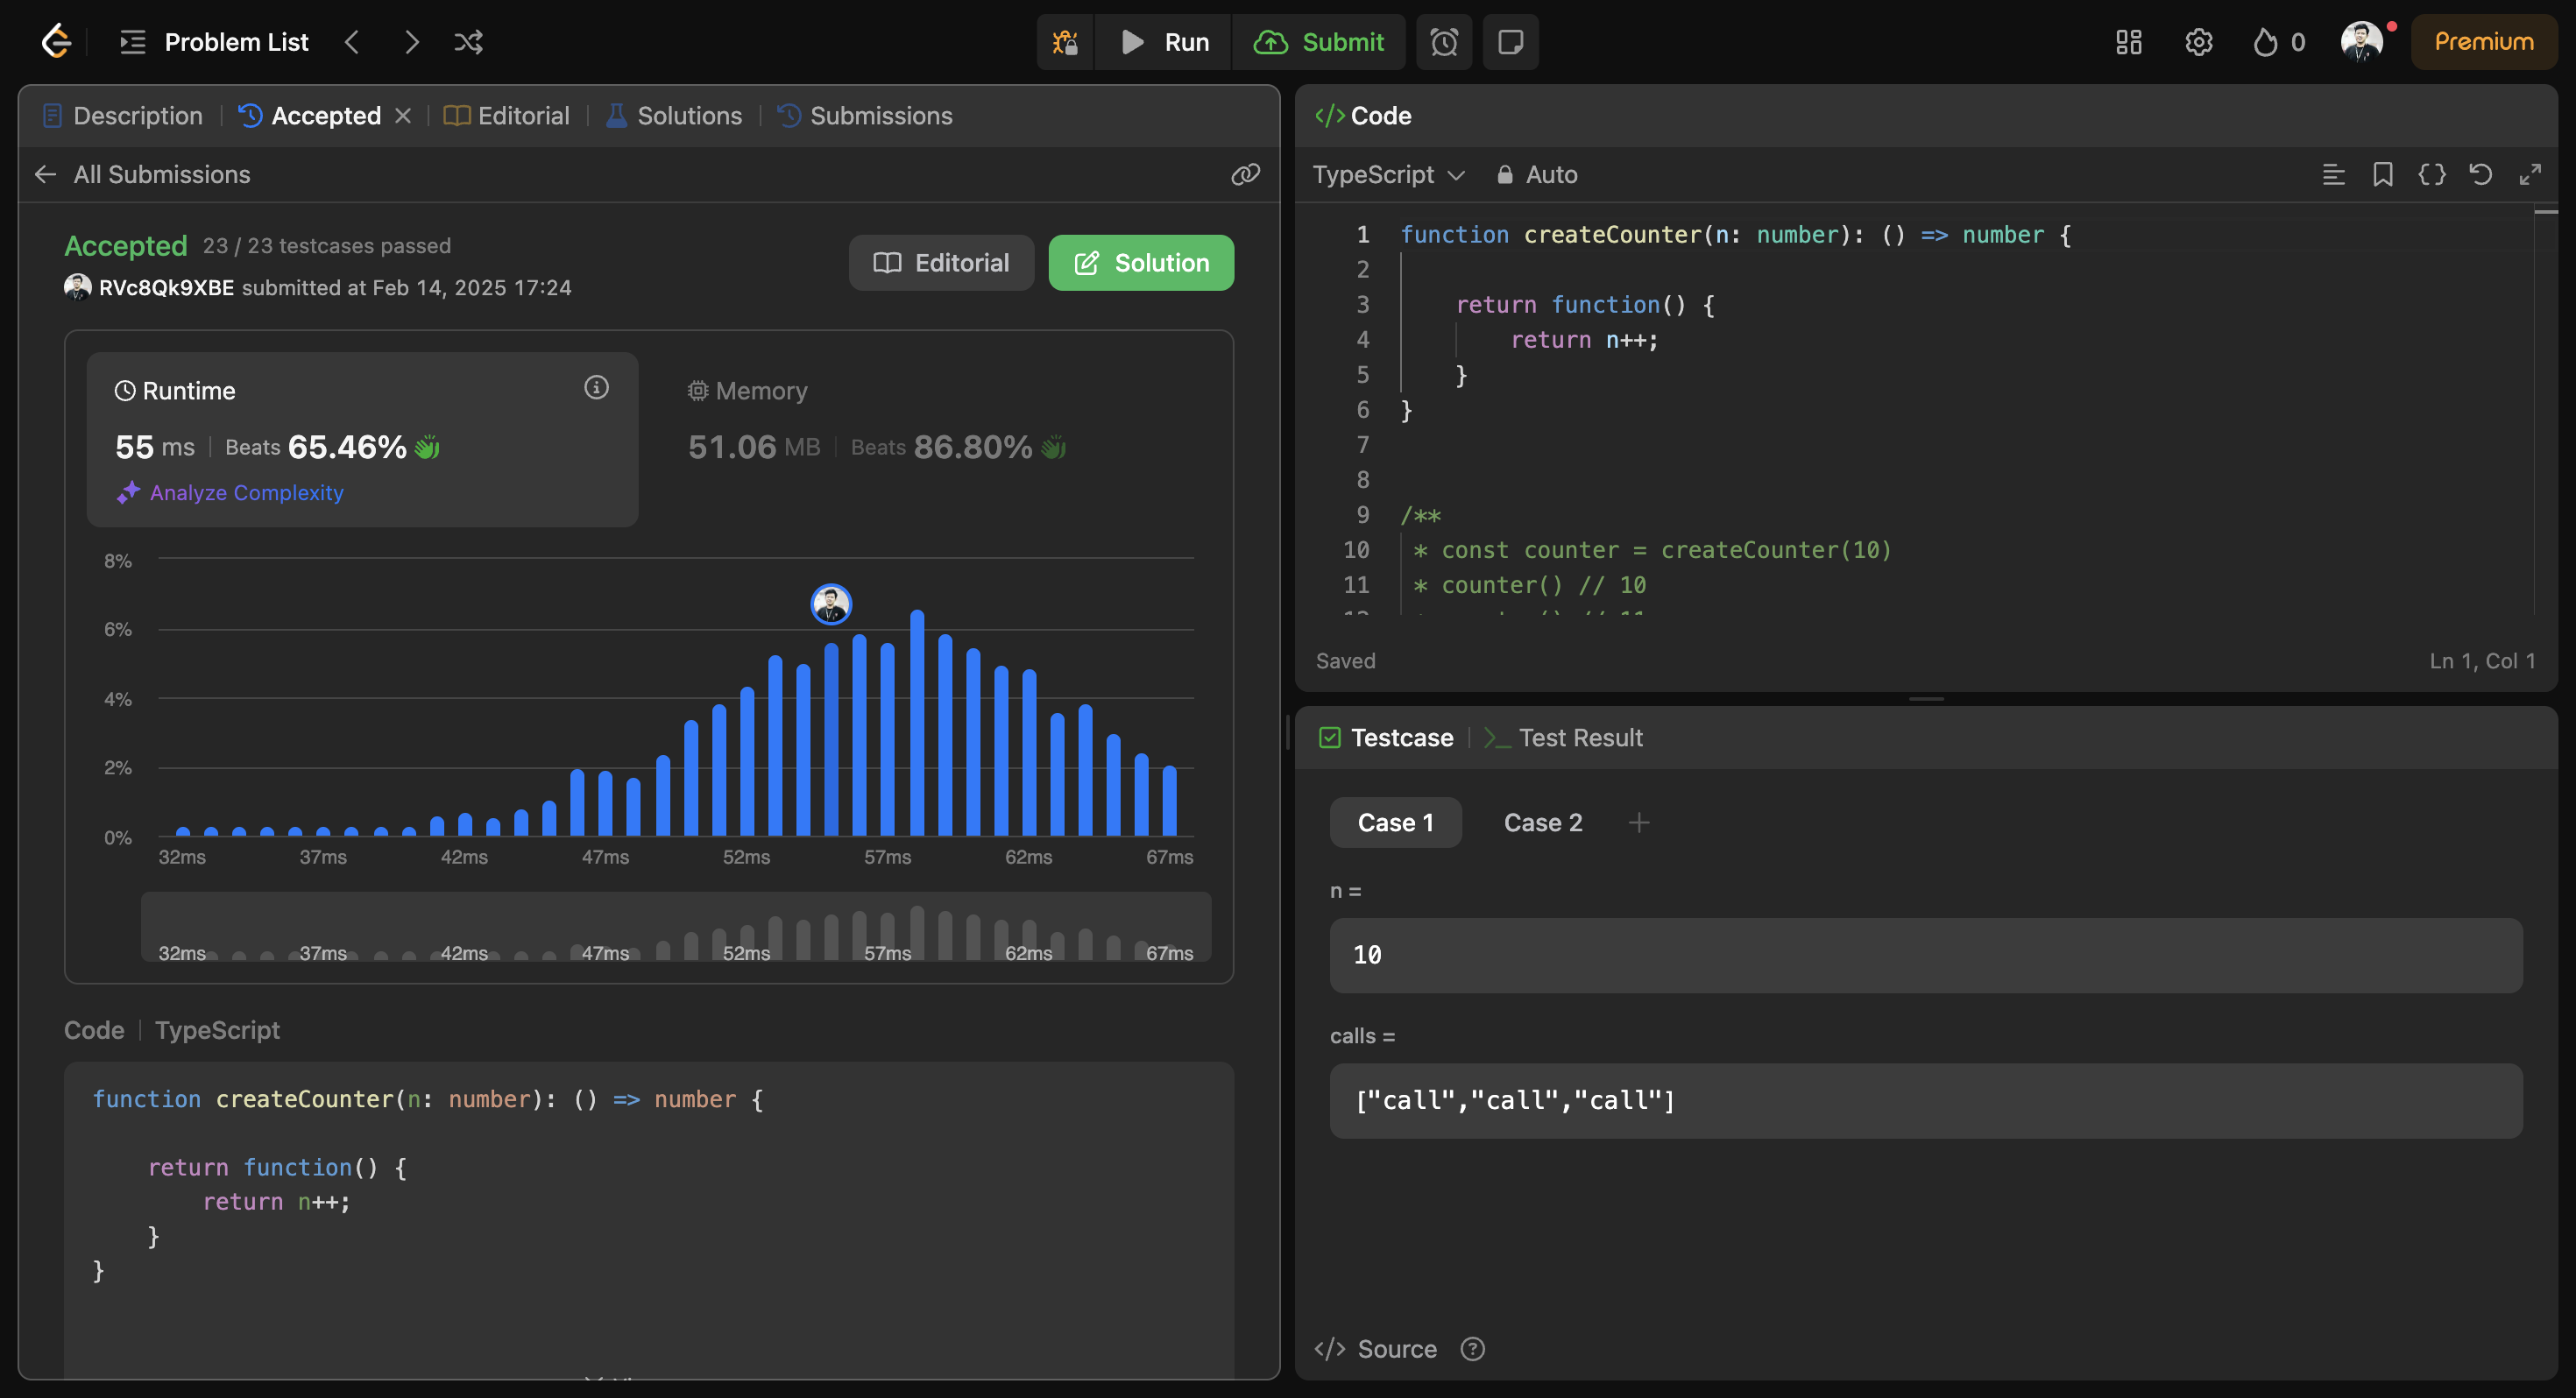 Problem List
Run
Submit
0
Premium
Description
Accepted
Editorial
Solutions
Submissions
All Submissions
Accepted 23 / 23 testcases passed
RVc8Qk9XBE submitted at Feb 14, 2025 17:24
Editorial
Solution
Runtime
55 ms Beats 65.46%
Analyze Complexity
Memory
51.06 MB Beats 86.80%
8%
6%
4%
2%
0%
32ms 37ms 42ms 47ms 52ms 57ms 62ms 67ms
32ms 37ms 42ms 47ms 52ms 57ms 62ms 67ms
Code TypeScript
function createCounter(n: number): () => number {
    return function() {
        return n++;
    }
}
</> Code
TypeScript Auto
1 function createCounter(n: number): () => number {
2
3     return function() {
4         return n++;
5     }
6 }
7
8
9 /**
10  * const counter = createCounter(10)
11  * counter() // 10
Saved
Ln 1, Col 1
Testcase
Test Result
Case 1
Case 2
n =
10
calls =
["call","call","call"]
</> Source